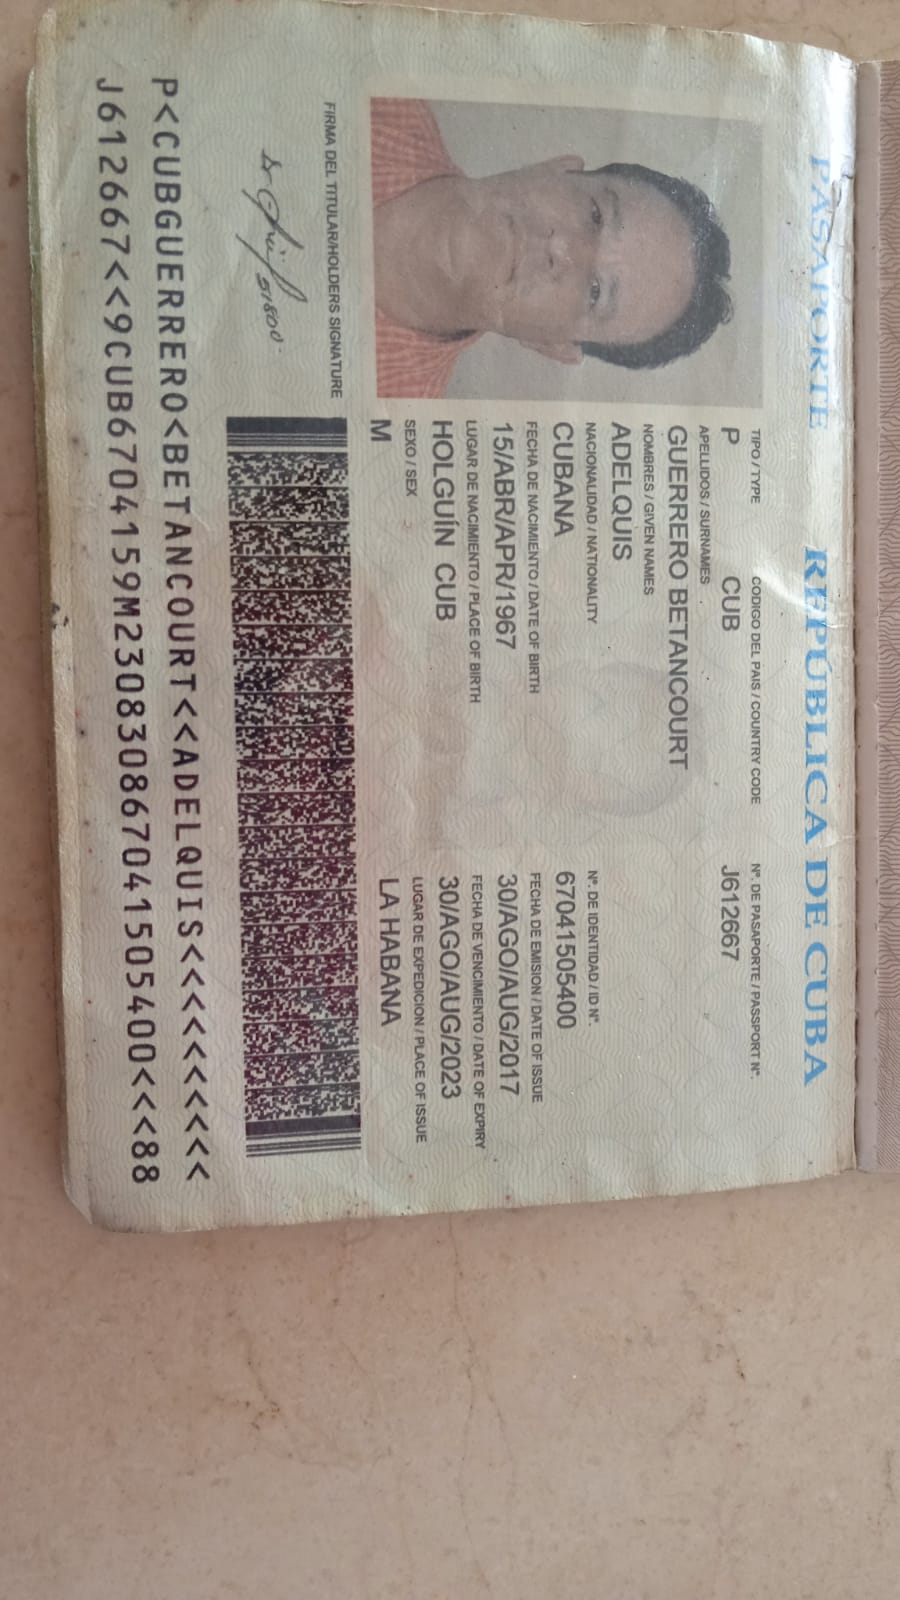 PASAPORTE REPÚBLICA DE CUBA
TIPO / TYPE CODIGO DEL PAIS / COUNTRY CODE Nº. DE PASAPORTE / PASSPORT Nº.
P CUB J612667
APELLIDOS / SURNAMES
GUERRERO BETANCOURT
NOMBRES / GIVEN NAMES
ADELQUIS
NACIONALIDAD / NATIONALITY Nº. DE IDENTIDAD / ID Nº.
CUBANA 67041505400
FECHA DE NACIMIENTO / DATE OF BIRTH FECHA DE EMISION / DATE OF ISSUE
15/ABR/APR/1967 30/AGO/AUG/2017
LUGAR DE NACIMIENTO / PLACE OF BIRTH FECHA DE VENCIMIENTO / DATE OF EXPIRY
HOLGUÍN CUB 30/AGO/AUG/2023
SEXO / SEX LUGAR DE EXPEDICION / PLACE OF ISSUE
M LA HABANA
FIRMA DEL TITULAR/HOLDERS SIGNATURE
P<CUBGUERRERO<BETANCOURT<<ADELQUIS<<<<<<<<<<
J612667<<9CUB6704159M230830867041505400<<<88